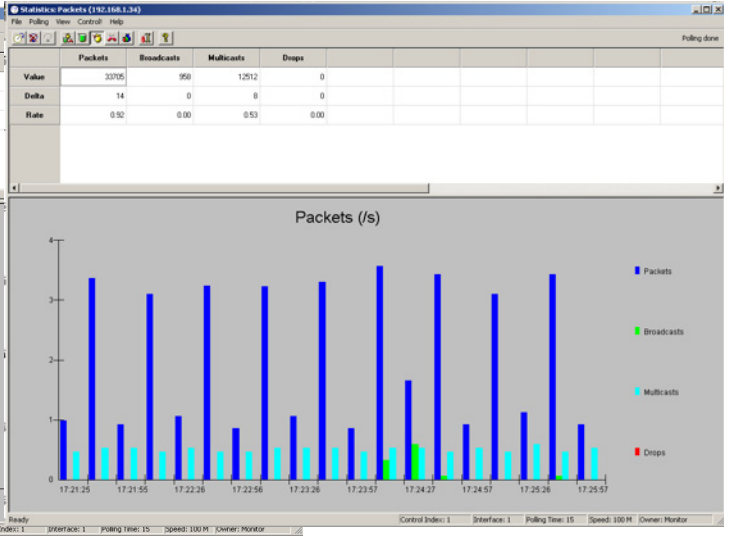 Statistics: Packets (192.168.1.34)
File Polling View Control! Help
Polling done
Packets Broadcasts Multicasts Drops
Value 33705 958 12512 0
Delta 14 0 8 0
Rate 0.92 0.00 0.53 0.00
Packets (/s)
4
3
2
1
0
17:21:25 17:21:55 17:22:26 17:22:56 17:23:26 17:23:57 17:24:27 17:24:57 17:25:26 17:25:57
Packets
Broadcasts
Multicasts
Drops
Ready Control Index: 1 Interface: 1 Polling Time: 15 Speed: 100 M Owner: Monitor
Index: 1 Interface: 1 Polling Time: 15 Speed: 100 M Owner: Monitor